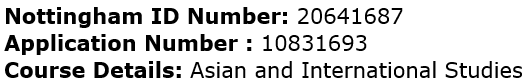 Nottingham ID Number: 20641687
Application Number : 10831693
Course Details: Asian and International Studies